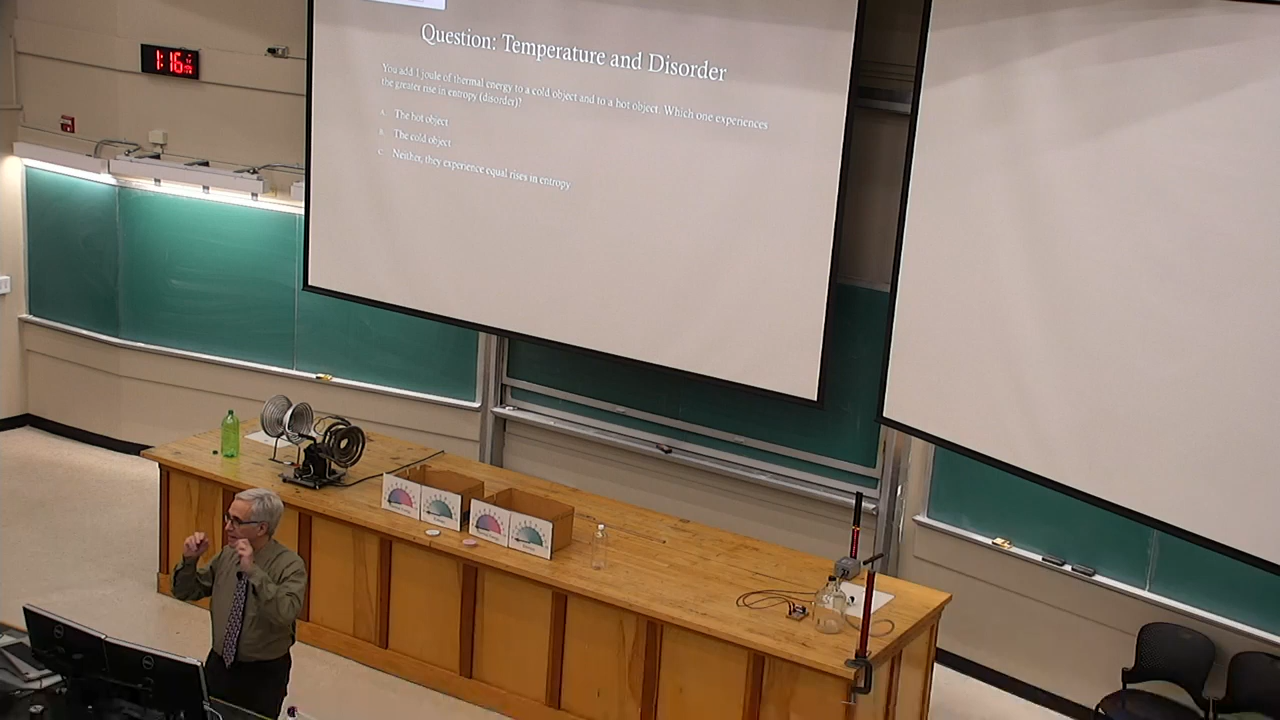 1:16
Question: Temperature and Disorder
You add 1 joule of thermal energy to a cold object and to a hot object. Which one experiences
the greater rise in entropy (disorder)?
A. The hot object
B. The cold object
C. Neither, they experience equal rises in entropy
DELL
DELL